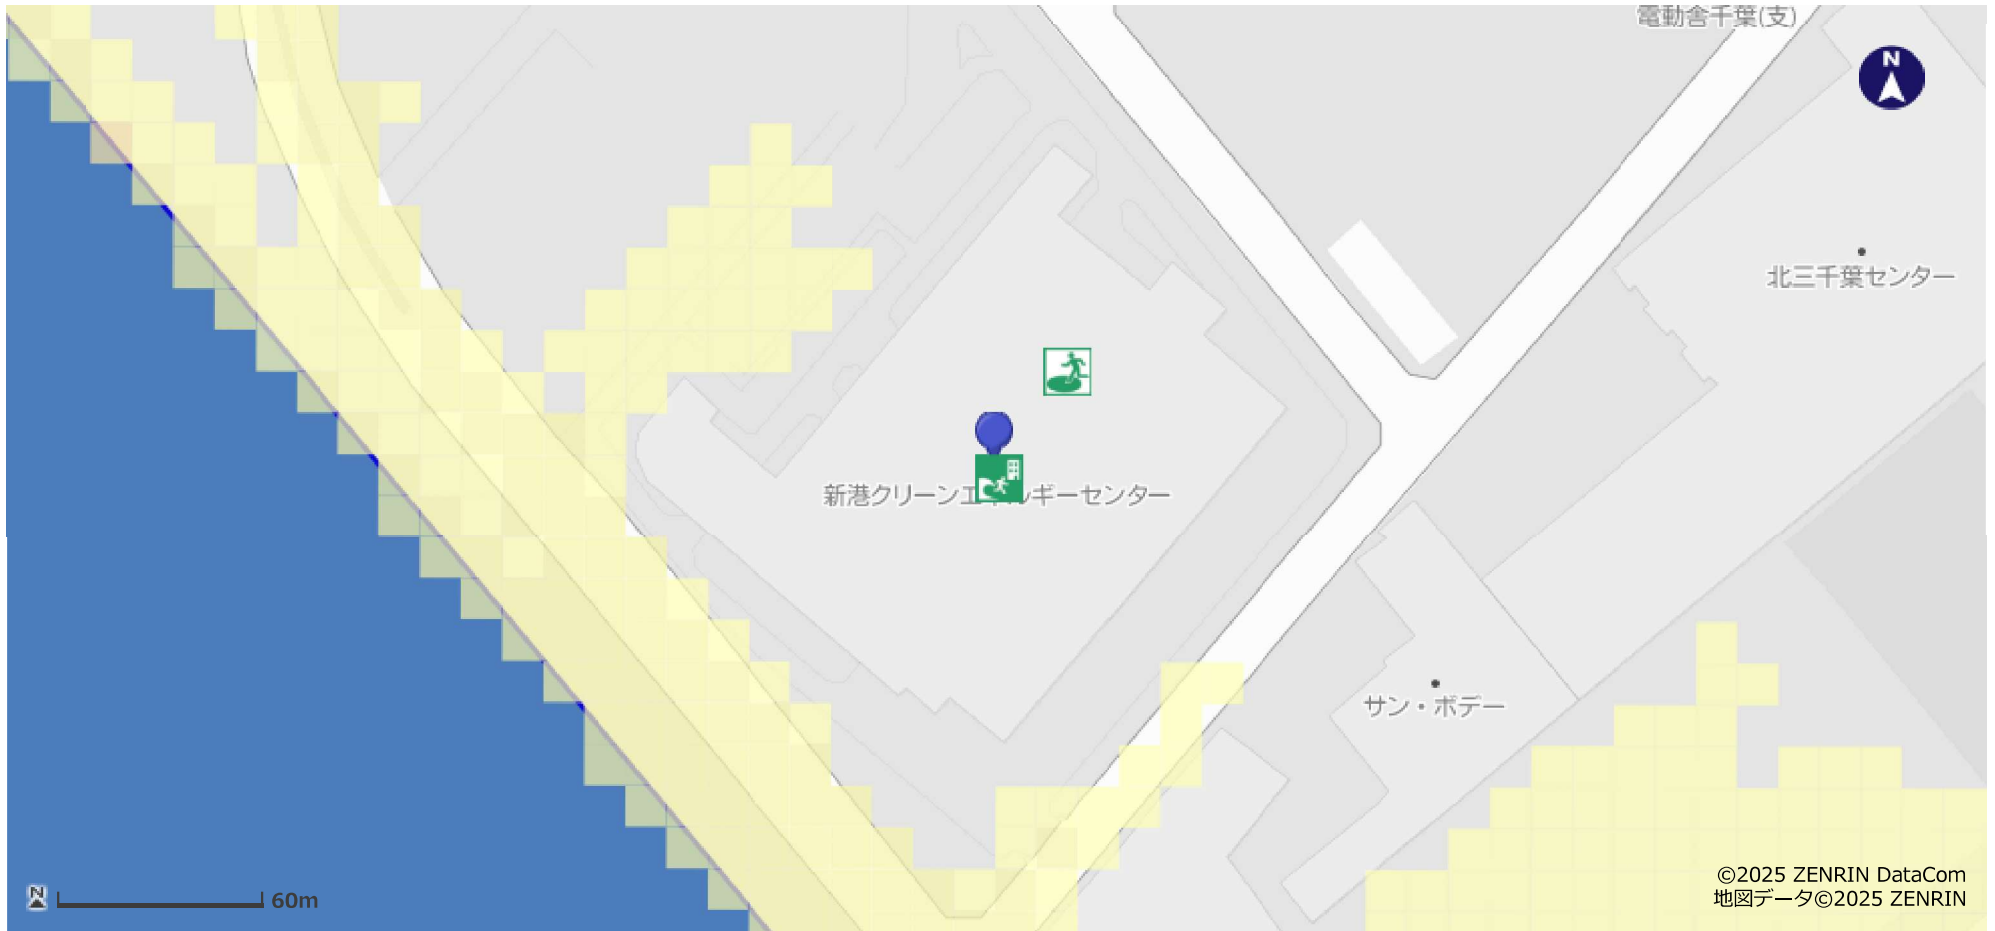 電動舎千葉(支)
N
北三千葉センター
新港クリーンエネルギーセンター
サン・ボデー
N
60m
©2025 ZENRIN DataCom
地図データ©2025 ZENRIN